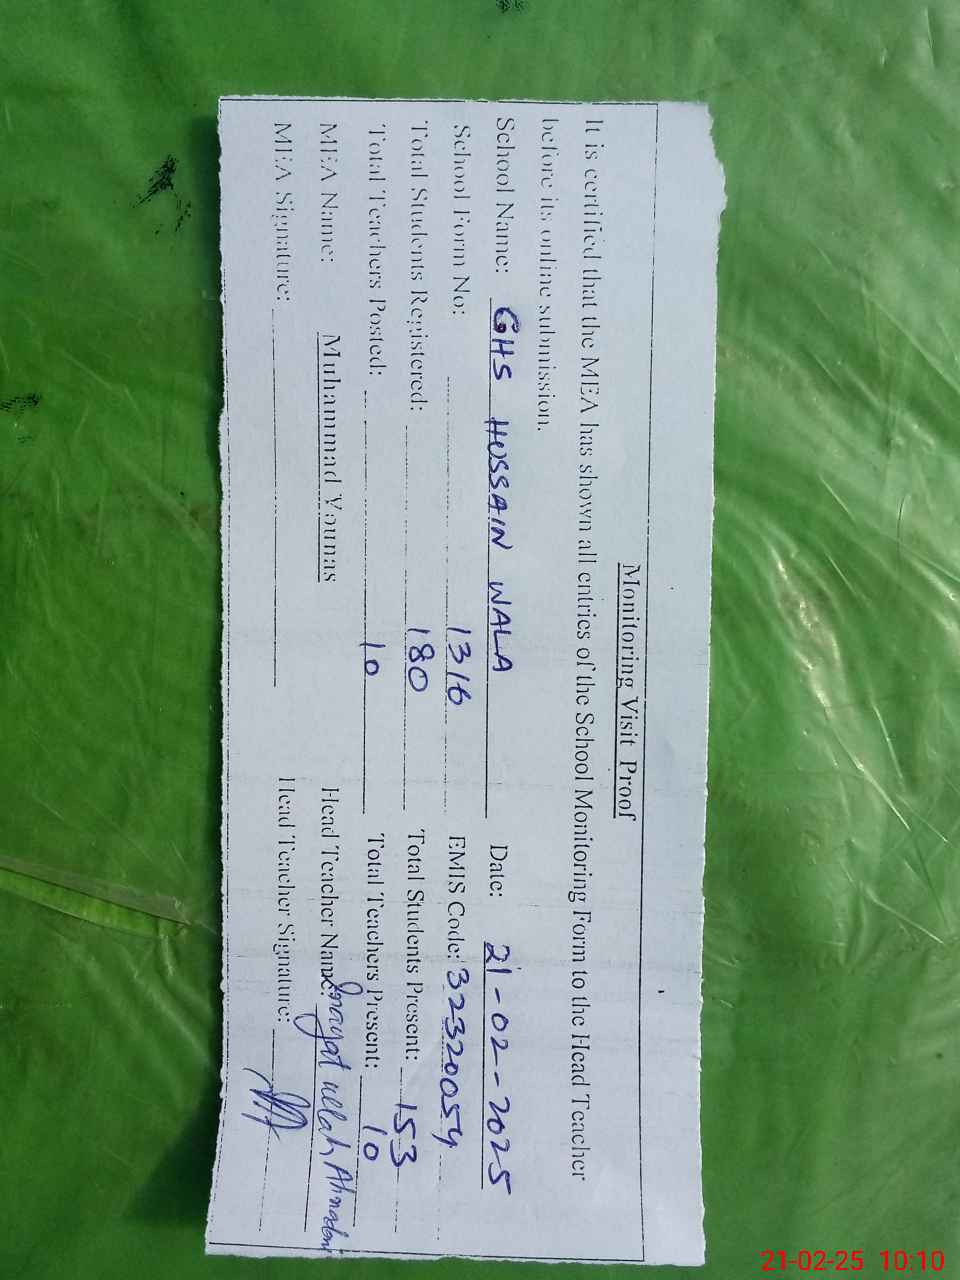 Monitoring Visit Proof
It is certified that the MEA has shown all entries of the School Monitoring Form to the Head Teacher
before its online submission.
School Name: GHS HUSSAIN WALA Date: 21-02-2025
School Form No: 1316 EMIS Code: 32320054
Total Students Registered: 180 Total Students Present: 153
Total Teachers Posted: 10 Total Teachers Present: 10
MEA Name: Muhammad Younas Head Teacher Name: Inayat ullah
MEA Signature: Head Teacher Signature:
21-02-25 10:10